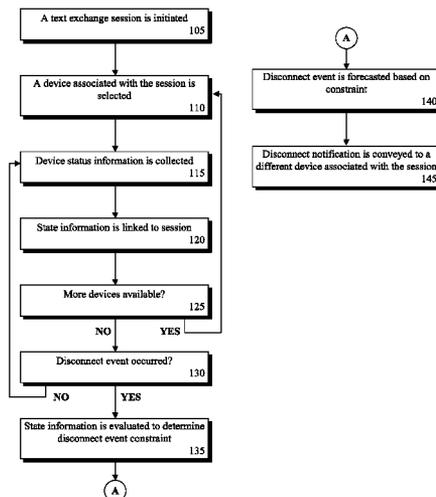 A text exchange session is initiated
105
A device associated with the session is
selected
110
Device status information is collected
115
State information is linked to session
120
More devices available?
125
NO YES
Disconnect event occurred?
130
NO YES
State information is evaluated to determine
disconnect event constraint
135
A
A
Disconnect event is forecasted based on
constraint
140
Disconnect notification is conveyed to a
different device associated with the session
145